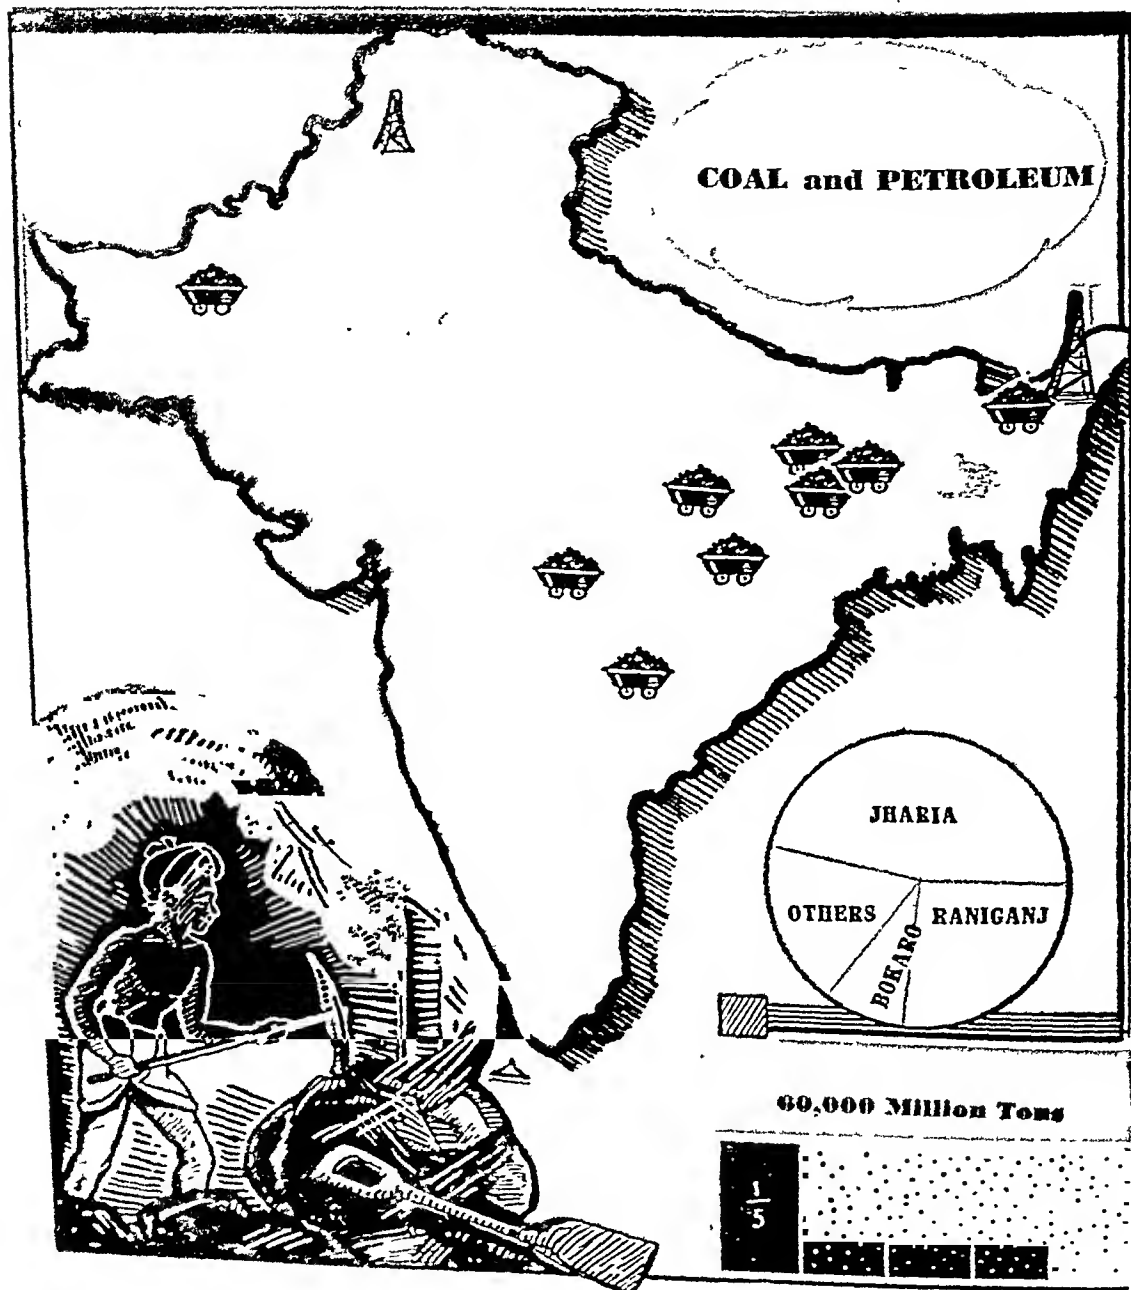 COAL and PETROLEUM
JHARIA
OTHERS
BOKARO
RANIGANJ
60,000 Million Tons
1
5